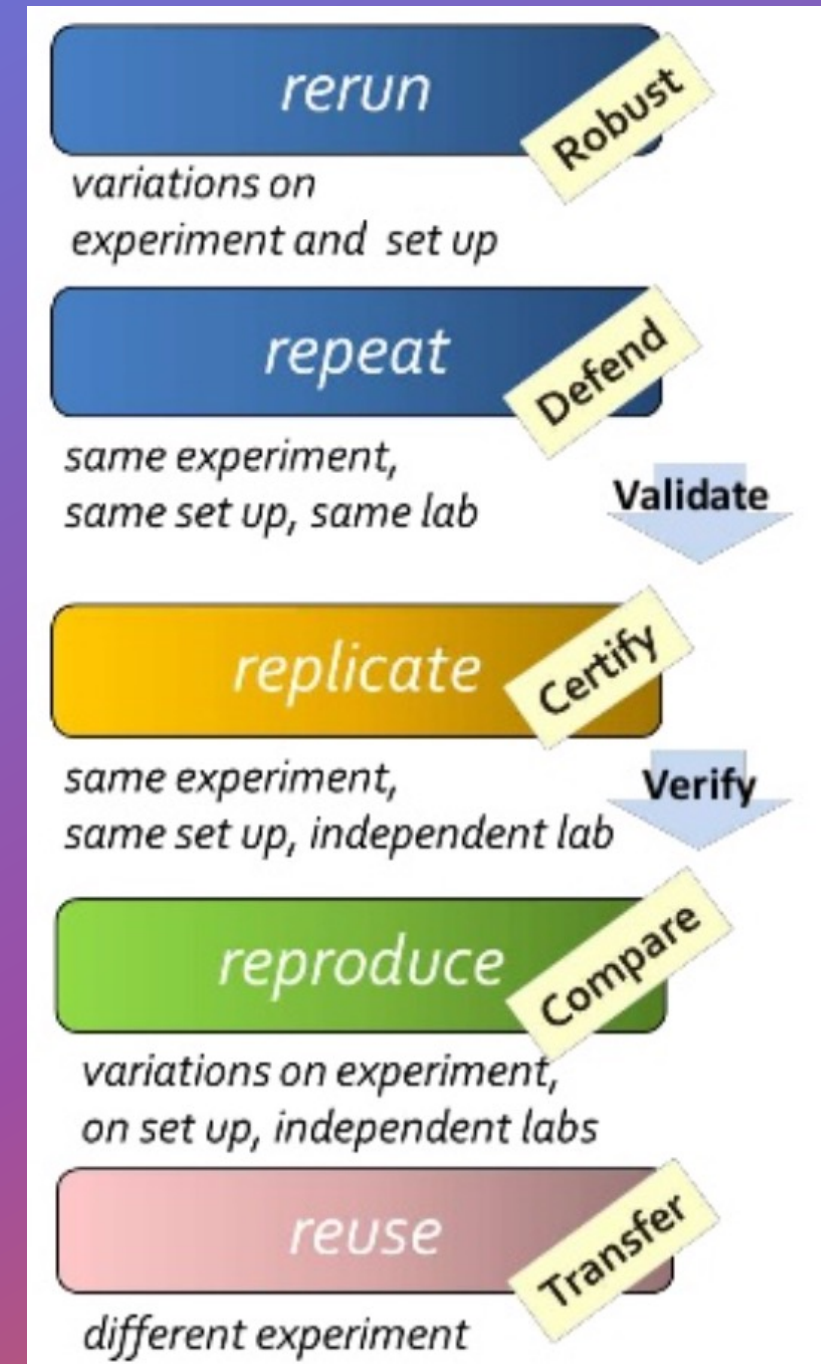 rerun
Robust
variations on
experiment and set up
repeat
Defend
same experiment,
same set up, same lab
Validate
replicate
Certify
same experiment,
same set up, independent lab
Verify
reproduce
Compare
variations on experiment,
on set up, independent labs
reuse
Transfer
different experiment